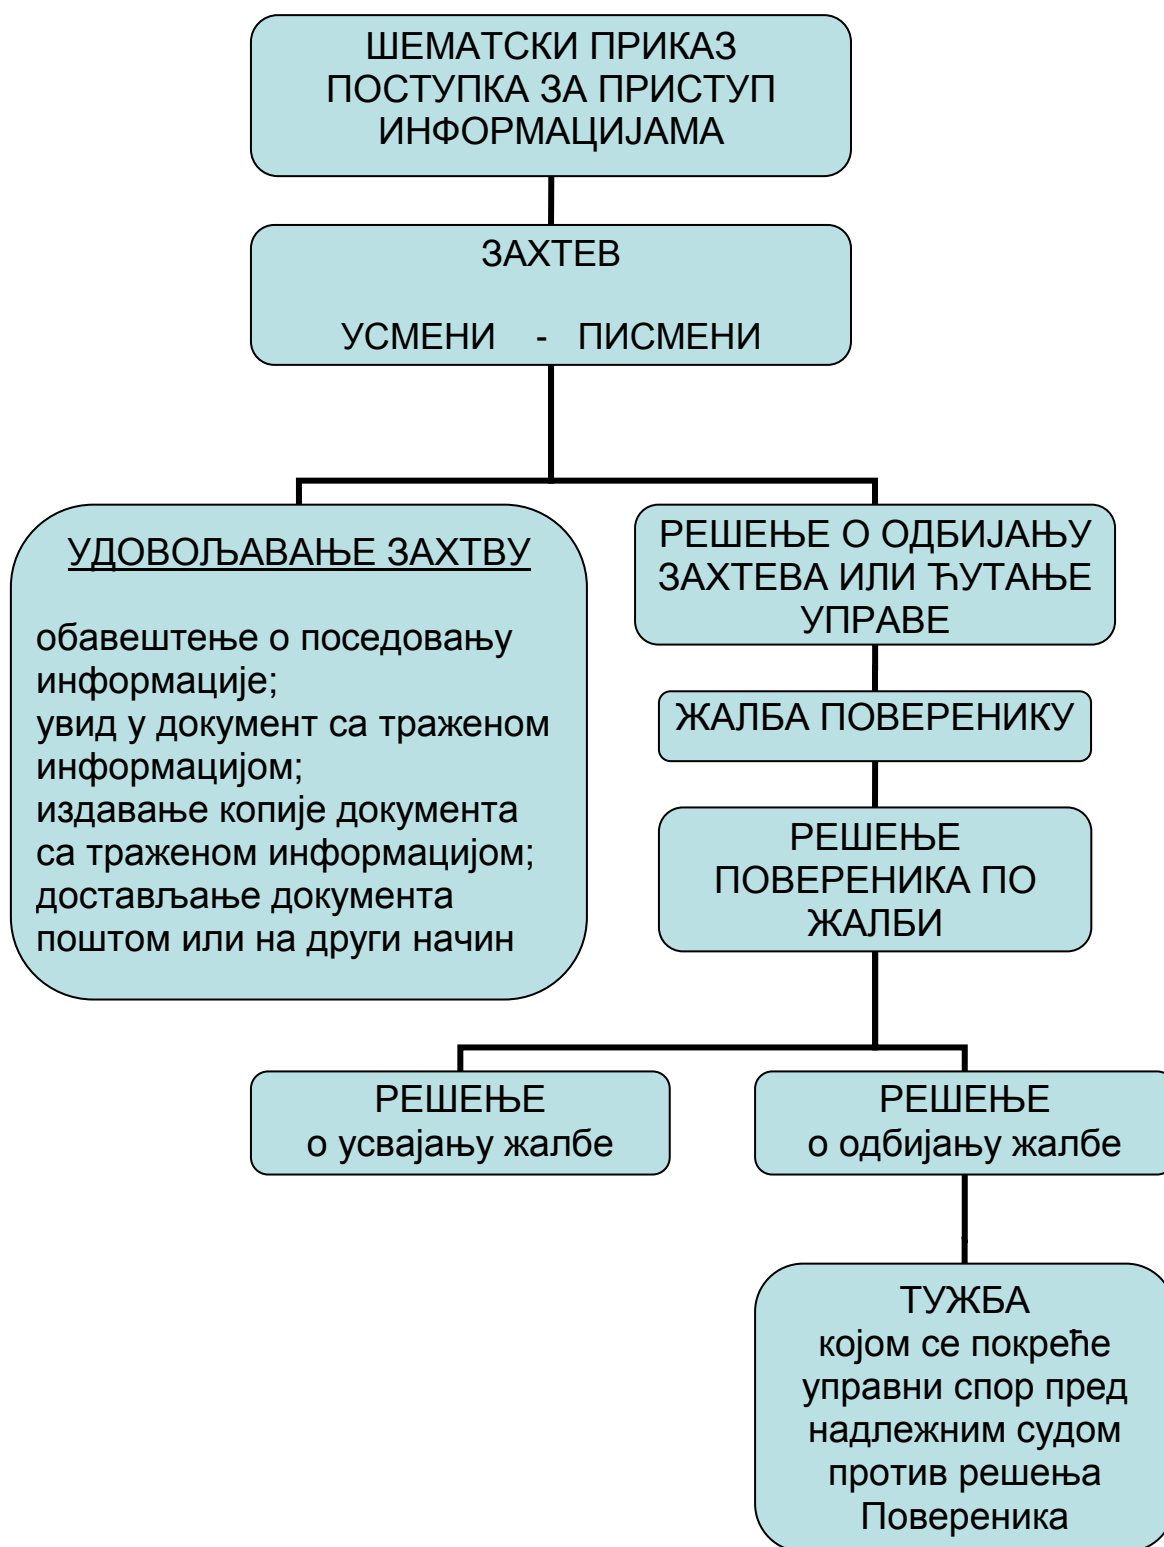 ШЕМАТСКИ ПРИКАЗ
ПОСТУПКА ЗА ПРИСТУП
ИНФОРМАЦИЈАМА
ЗАХТЕВ
УСМЕНИ - ПИСМЕНИ
УДОВОЉАВАЊЕ ЗАХТВУ
обавештење о поседовању
информације;
увид у документ са траженом
информацијом;
издавање копије документа
са траженом информацијом;
достављање документа
поштом или на други начин
РЕШЕЊЕ О ОДБИЈАЊУ
ЗАХТЕВА ИЛИ ЋУТАЊЕ
УПРАВЕ
ЖАЛБА ПОВЕРЕНИКУ
РЕШЕЊЕ
ПОВЕРЕНИКА ПО
ЖАЛБИ
РЕШЕЊЕ
о усвајању жалбе
РЕШЕЊЕ
о одбијању жалбе
ТУЖБА
којом се покреће
управни спор пред
надлежним судом
против решења
Повереника